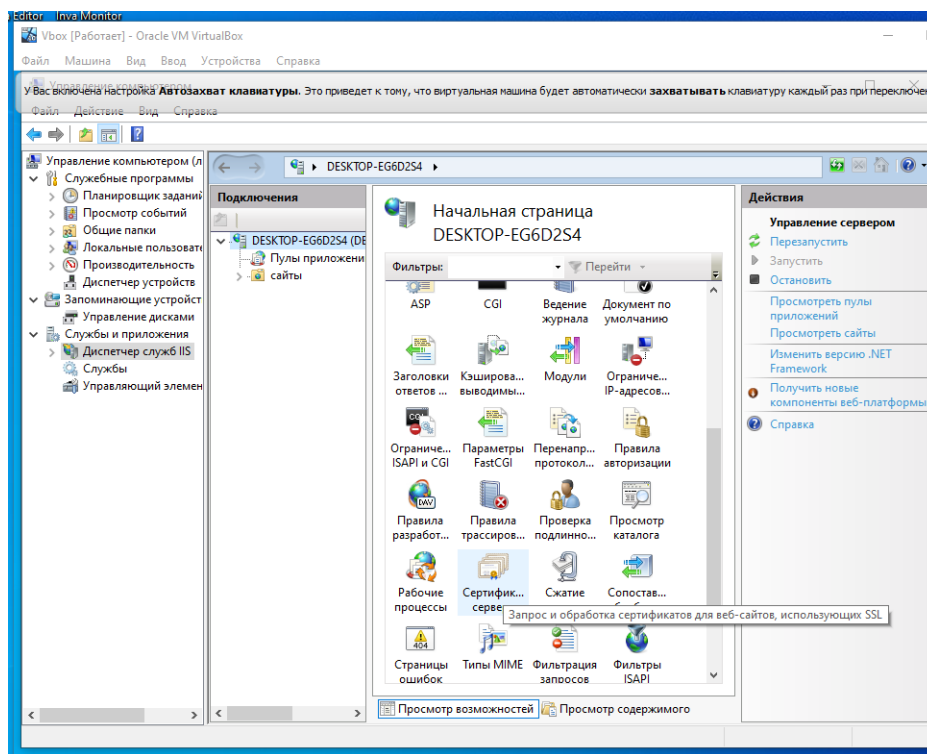 Editor Inva Monitor
Vbox [Работает] - Oracle VM VirtualBox
Файл Машина Вид Ввод Устройства Справка
Управление компьютером
У Вас включена настройка Автозахват клавиатуры. Это приведет к тому, что виртуальная машина будет автоматически захватывать клавиатуру каждый раз при переключен
Файл Действие Вид Справка
Управление компьютером (л
Служебные программы
Планировщик заданий
Просмотр событий
Общие папки
Локальные пользовате
Производительность
Диспетчер устройств
Запоминающие устройст
Управление дисками
Службы и приложения
Диспетчер служб IIS
Службы
Управляющий элемен
DESKTOP-EG6D2S4
Подключения
DESKTOP-EG6D2S4 (DE
Пулы приложени
сайты
Начальная страница
DESKTOP-EG6D2S4
Фильтры: Перейти
ASP CGI Ведение журнала Документ по умолчанию
Заголовки ответов ... Кэширова... выводимы... Модули Ограниче... IP-адресов...
Ограниче... ISAPI и CGI Параметры FastCGI Перенапр... протокол... Правила авторизации
Правила разработ... Правила трассиров... Проверка подлинно... Просмотр каталога
Рабочие процессы Сертифик... серве Сжатие Сопостав...
Запрос и обработка сертификатов для веб-сайтов, использующих SSL
404
Страницы ошибок Типы MIME Фильтрация запросов Фильтры ISAPI
Просмотр возможностей Просмотр содержимого
Действия
Управление сервером
Перезапустить
Запустить
Остановить
Просмотреть пулы
приложений
Просмотреть сайты
Изменить версию .NET
Framework
Получить новые
компоненты веб-платформы
Справка